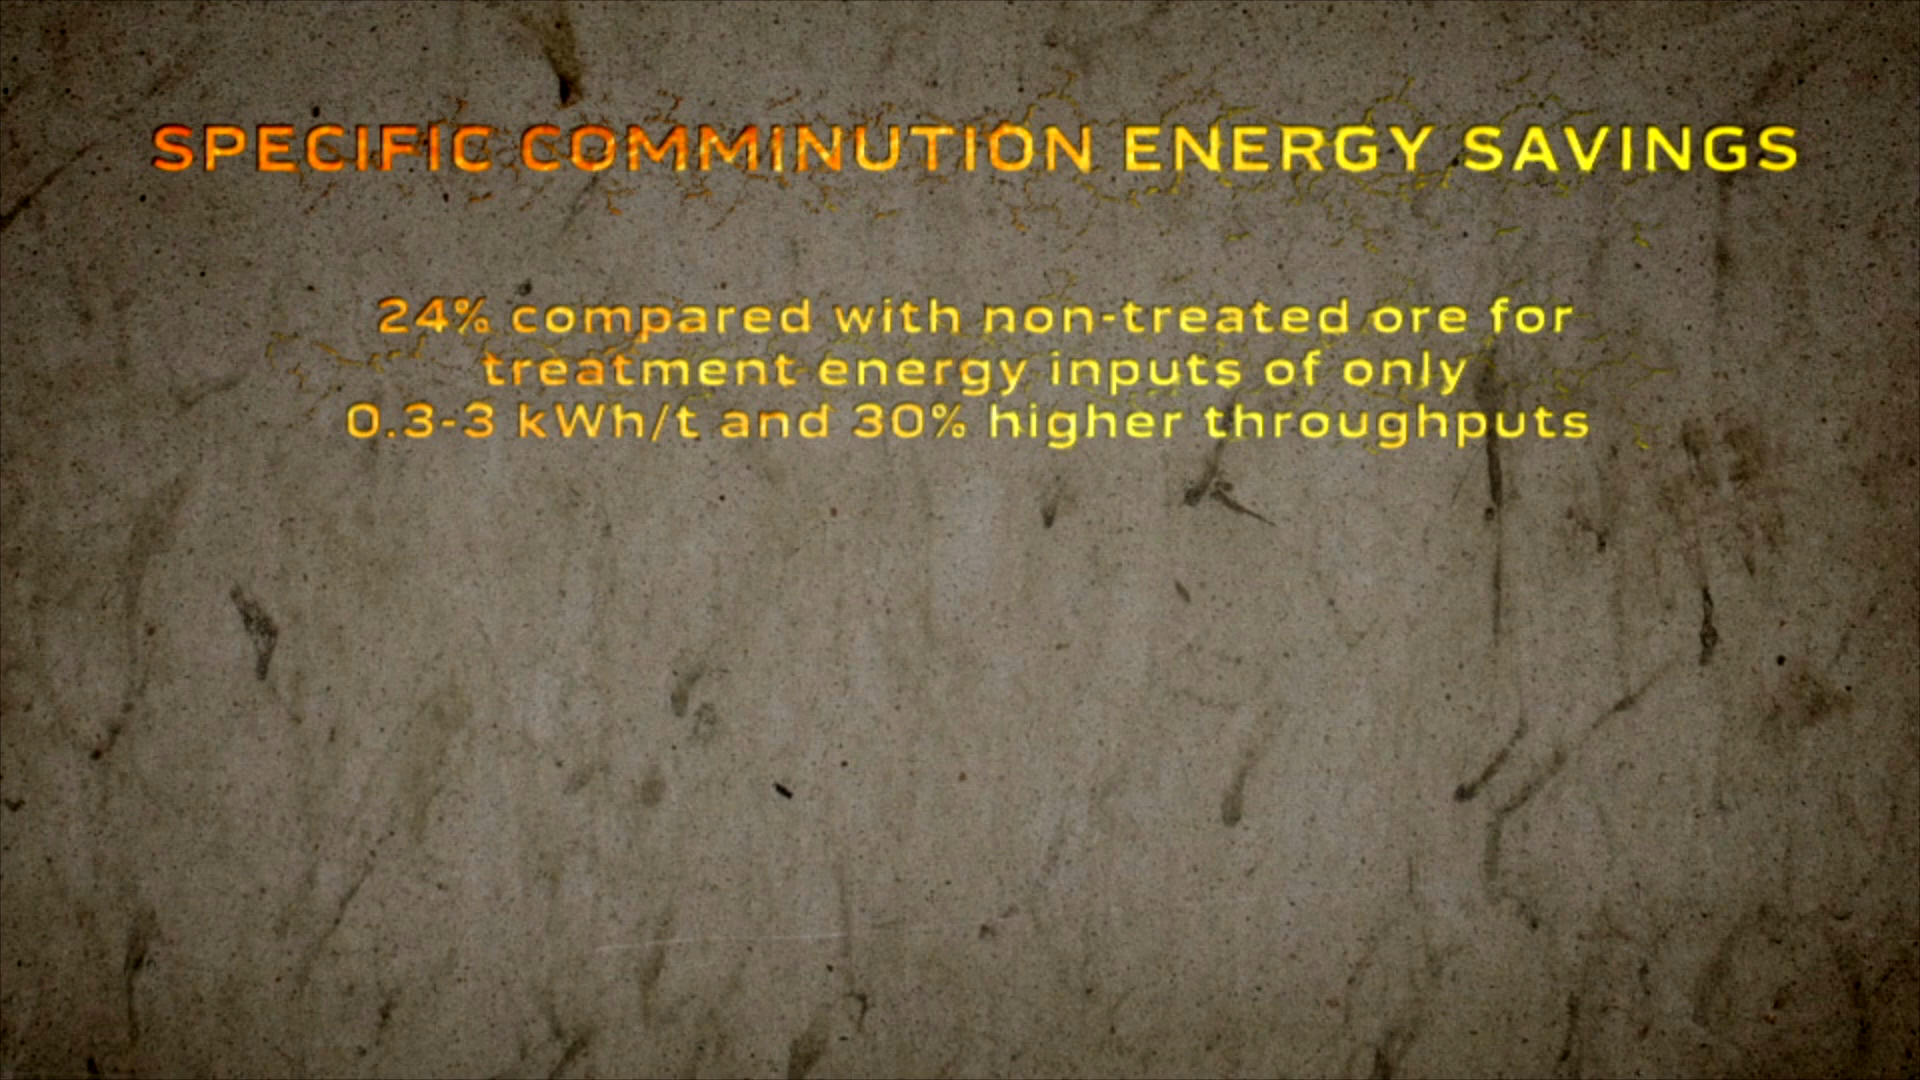 SPECIFIC COMMINUTION ENERGY SAVINGS
24% compared with non-treated ore for
treatment energy inputs of only
0.3-3 kWh/t and 30% higher throughputs